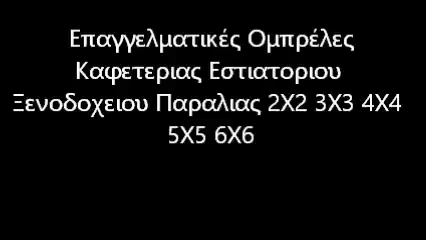 Επαγγελματικές Ομπρέλες
Καφετεριας Εστιατοριου
Ξενοδοχειου Παραλιας 2Χ2 3Χ3 4Χ4
5Χ5 6Χ6